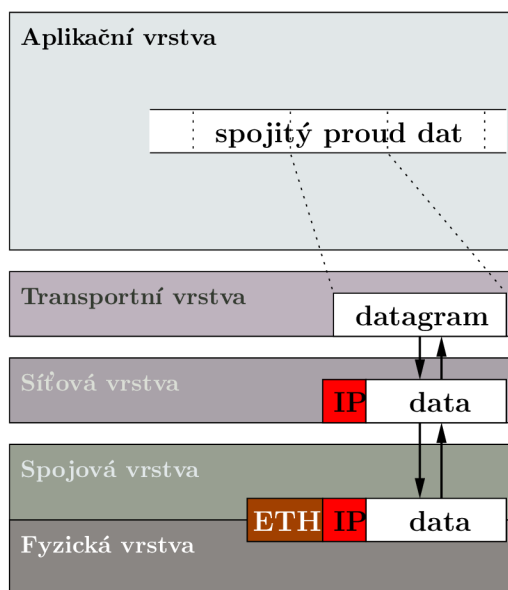 Aplikační vrstva
spojitý proud dat
Transportní vrstva
datagram
Síťová vrstva
IP data
Spojová vrstva
ETH IP data
Fyzická vrstva